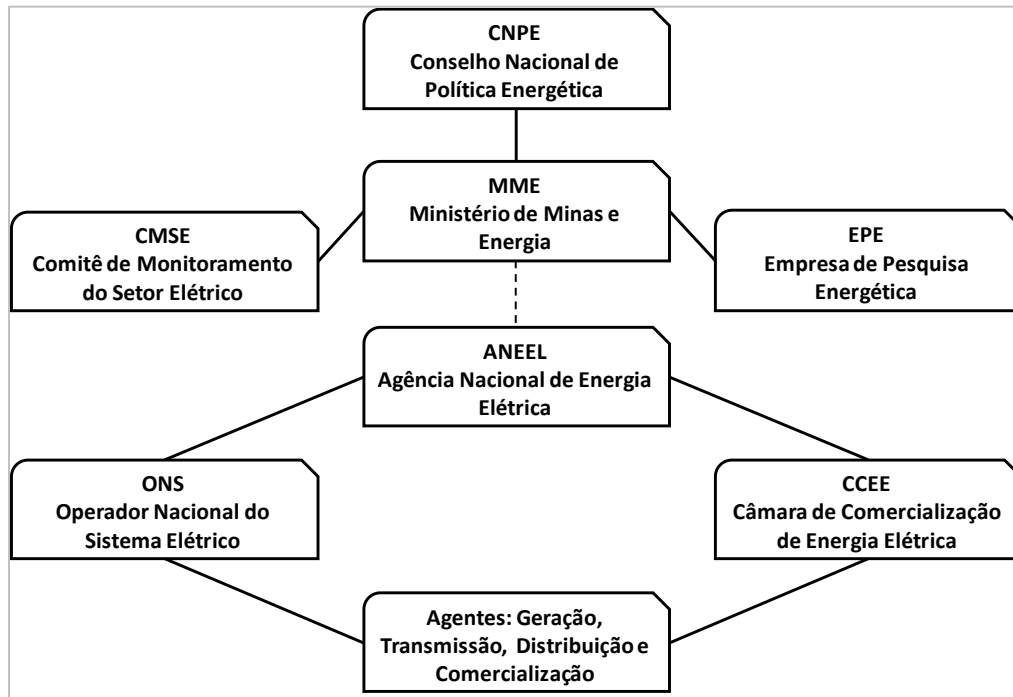 CNPE
Conselho Nacional de
Política Energética
MME
Ministério de Minas e
Energia
CMSE
Comitê de Monitoramento
do Setor Elétrico
EPE
Empresa de Pesquisa
Energética
ANEEL
Agência Nacional de Energia
Elétrica
ONS
Operador Nacional do
Sistema Elétrico
CCEE
Câmara de Comercialização
de Energia Elétrica
Agentes: Geração,
Transmissão, Distribuição e
Comercialização